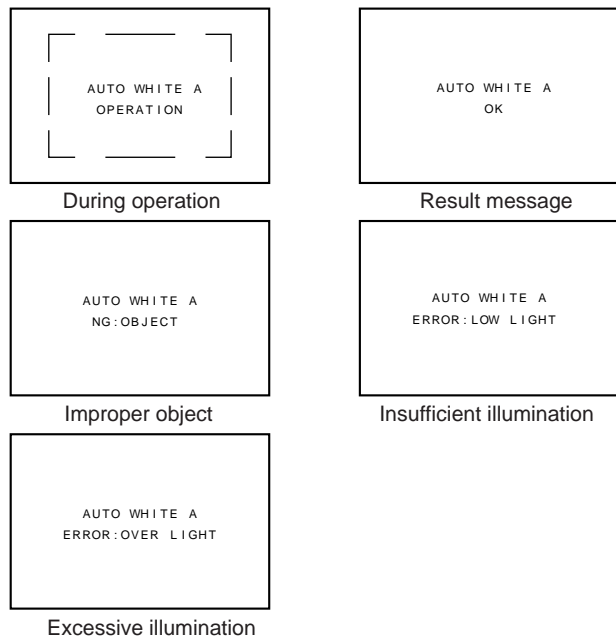 AUTO WHITE A
OPERATION
During operation
AUTO WHITE A
OK
Result message
AUTO WHITE A
NG:OBJECT
Improper object
AUTO WHITE A
ERROR:LOW LIGHT
Insufficient illumination
AUTO WHITE A
ERROR:OVER LIGHT
Excessive illumination